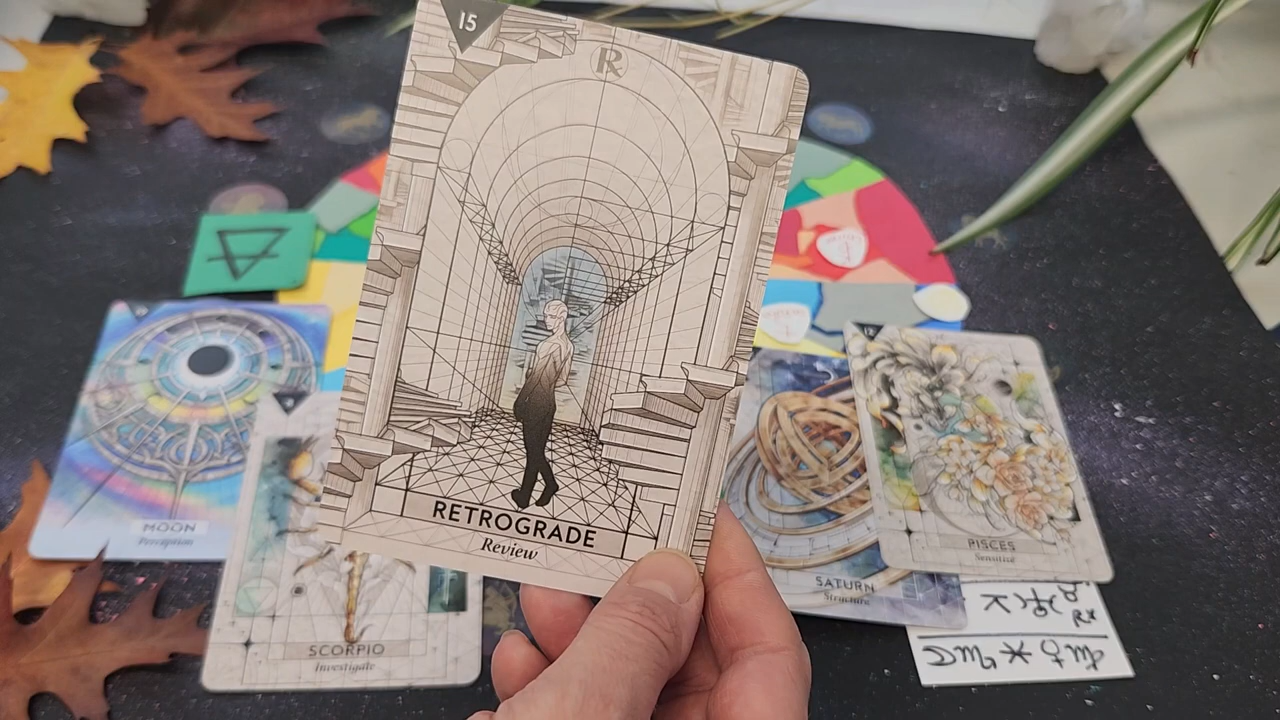 15
R
RETROGRADE
Review
MOON
Perception
SCORPIO
Investigate
SATURN
Structure
PISCES
Sensitive